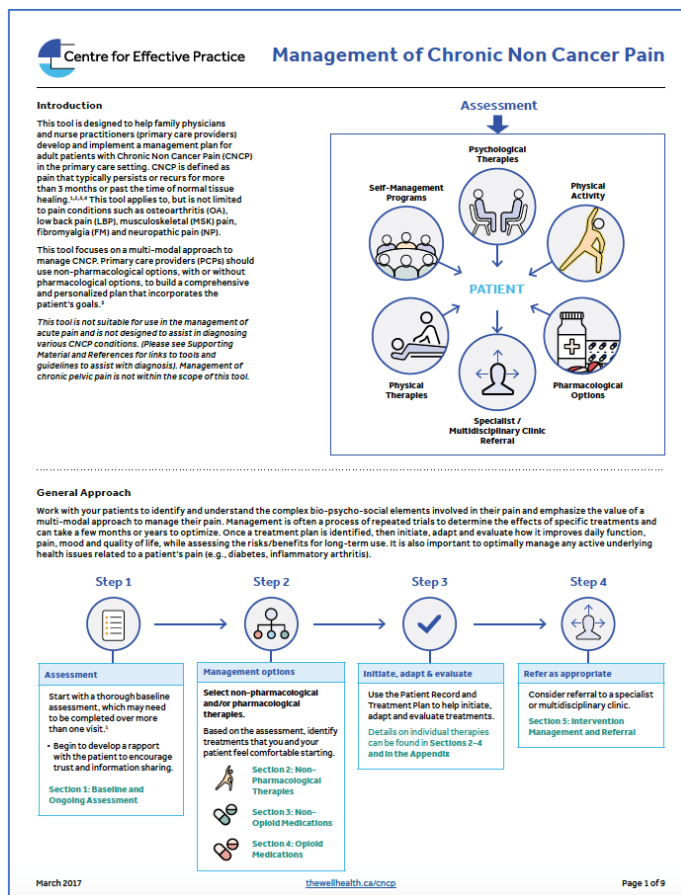 Centre for Effective Practice
Management of Chronic Non Cancer Pain
Introduction
This tool is designed to help family physicians
and nurse practitioners (primary care providers)
develop and implement a management plan for
adult patients with Chronic Non Cancer Pain (CNCP)
in the primary care setting. CNCP is defined as
pain that typically persists or recurs for more
than 3 months or past the time of normal tissue
healing.1,2,3,4 This tool applies to, but is not limited
to pain conditions such as osteoarthritis (OA),
low back pain (LBP), musculoskeletal (MSK) pain,
fibromyalgia (FM) and neuropathic pain (NP).
This tool focuses on a multi-modal approach to
manage CNCP. Primary care providers (PCPs) should
use non-pharmacological options, with or without
pharmacological options, to build a comprehensive
and personalized plan that incorporates the
patient's goals.3
This tool is not suitable for use in the management of
acute pain and is not designed to assist in diagnosing
various CNCP conditions. (Please see Supporting
Material and References for links to tools and
guidelines to assist with diagnosis). Management of
chronic pelvic pain is not within the scope of this tool.
Assessment
Psychological
Therapies
Self-Management
Programs
Physical
Activity
PATIENT
Physical
Therapies
Pharmacological
Options
Specialist /
Multidisciplinary Clinic
Referral
General Approach
Work with your patients to identify and understand the complex bio-psycho-social elements involved in their pain and emphasize the value of a
multi-modal approach to manage their pain. Management is often a process of repeated trials to determine the effects of specific treatments and
can take a few months or years to optimize. Once a treatment plan is identified, then initiate, adapt and evaluate how it improves daily function,
pain, mood and quality of life, while assessing the risks/benefits for long-term use. It is also important to optimally manage any active underlying
health issues related to a patient's pain (e.g., diabetes, inflammatory arthritis).
Step 1
Assessment
Start with a thorough baseline
assessment, which may need
to be completed over more
than one visit.1
• Begin to develop a rapport
with the patient to encourage
trust and information sharing.
Section 1: Baseline and
Ongoing Assessment
Step 2
Management options
Select non-pharmacological
and/or pharmacological
therapies.
Based on the assessment, identify
treatments that you and your
patient feel comfortable starting.
Section 2: Non-
Pharmacological
Therapies
Section 3: Non-
Opioid Medications
Section 4: Opioid
Medications
Step 3
Initiate, adapt & evaluate
Use the Patient Record and
Treatment Plan to help initiate,
adapt and evaluate treatments.
Details on individual therapies
can be found in Sections 2–4
and in the Appendix
Step 4
Refer as appropriate
Consider referral to a specialist
or multidisciplinary clinic.
Section 5: Intervention
Management and Referral
March 2017
thewellhealth.ca/cncp
Page 1 of 9